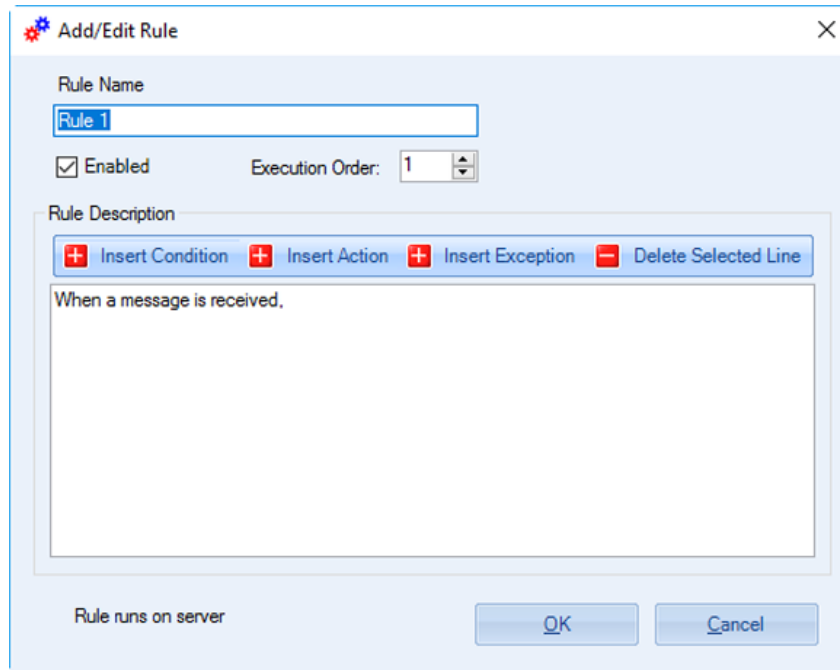 Add/Edit Rule
Rule Name
Rule 1
Enabled Execution Order: 1
Rule Description
Insert Condition Insert Action Insert Exception Delete Selected Line
When a message is received,
Rule runs on server OK Cancel